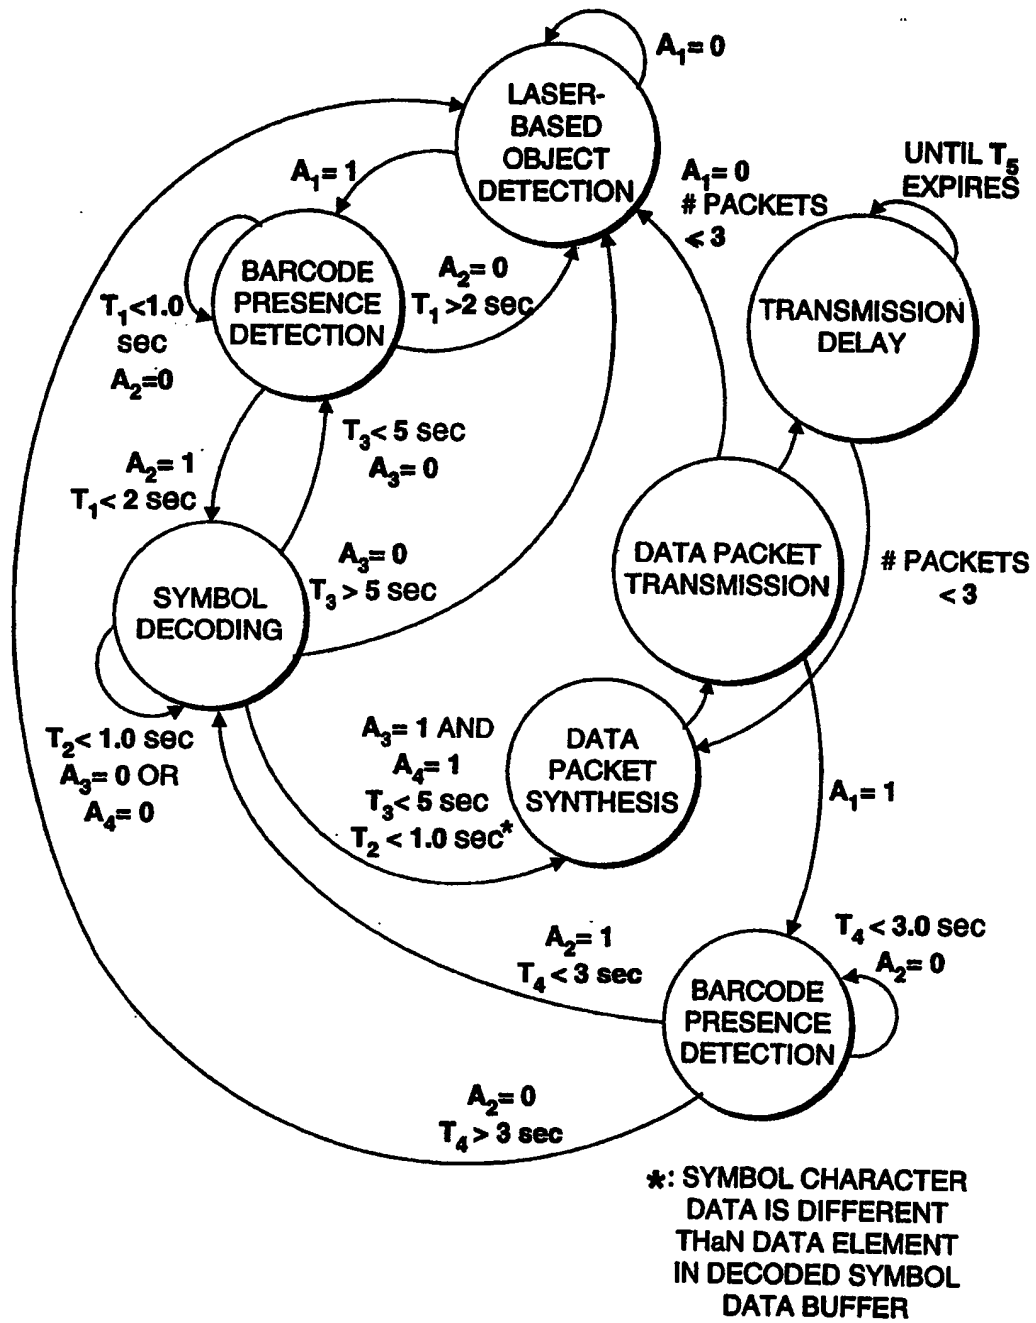 A1= 0
LASER-
BASED
OBJECT
DETECTION
A1= 1
A1= 0
# PACKETS
< 3
UNTIL T5
EXPIRES
BARCODE
PRESENCE
DETECTION
A2= 0
T1 >2 sec
T1<1.0
sec
A2=0
TRANSMISSION
DELAY
T3< 5 sec
A3= 0
A2= 1
T1< 2 sec
A3= 0
T3 > 5 sec
SYMBOL
DECODING
DATA PACKET
TRANSMISSION
# PACKETS
< 3
T2< 1.0 sec
A3= 0 OR
A4= 0
A3= 1 AND
A4= 1
T3< 5 sec
T2 < 1.0 sec*
DATA
PACKET
SYNTHESIS
A1= 1
T4 < 3.0 sec
A2= 0
A2= 1
T4 < 3 sec
BARCODE
PRESENCE
DETECTION
A2= 0
T4 > 3 sec
*: SYMBOL CHARACTER
DATA IS DIFFERENT
THaN DATA ELEMENT
IN DECODED SYMBOL
DATA BUFFER